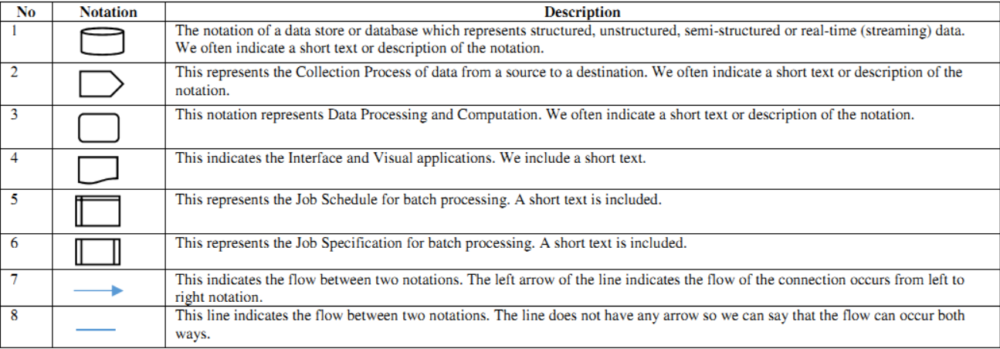 No Notation Description
1 The notation of a data store or database which represents structured, unstructured, semi-structured or real-time (streaming) data.
We often indicate a short text or description of the notation.
2 This represents the Collection Process of data from a source to a destination. We often indicate a short text or description of the
notation.
3 This notation represents Data Processing and Computation. We often indicate a short text or description of the notation.
4 This indicates the Interface and Visual applications. We include a short text.
5 This represents the Job Schedule for batch processing. A short text is included.
6 This represents the Job Specification for batch processing. A short text is included.
7 This indicates the flow between two notations. The left arrow of the line indicates the flow of the connection occurs from left to
right notation.
8 This line indicates the flow between two notations. The line does not have any arrow so we can say that the flow can occur both
ways.